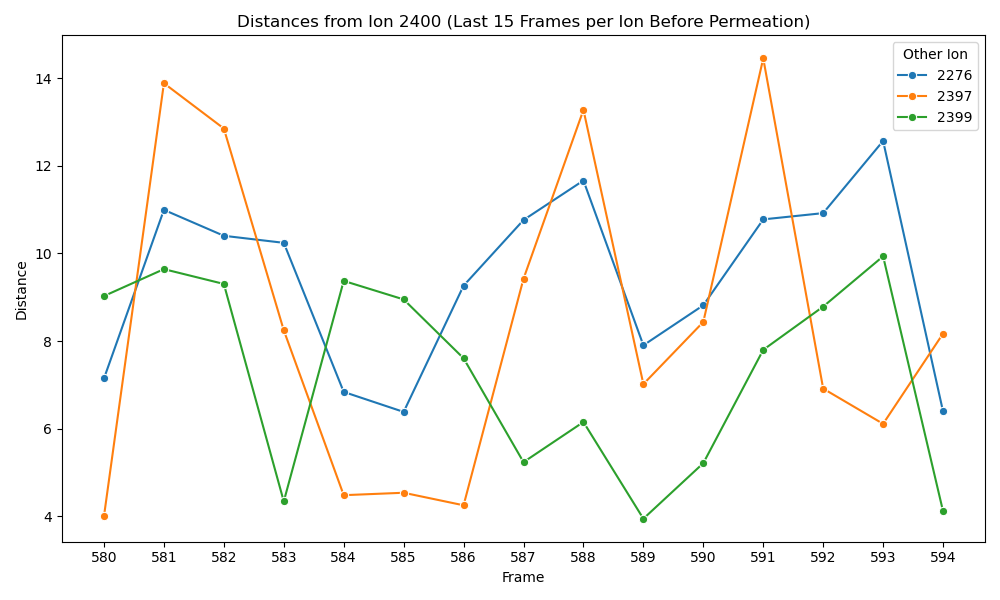 Distances from Ion 2400 (Last 15 Frames per Ion Before Permeation)
Other Ion
2276
2397
2399
Distance
14
12
10
8
6
4
580 581 582 583 584 585 586 587 588 589 590 591 592 593 594
Frame